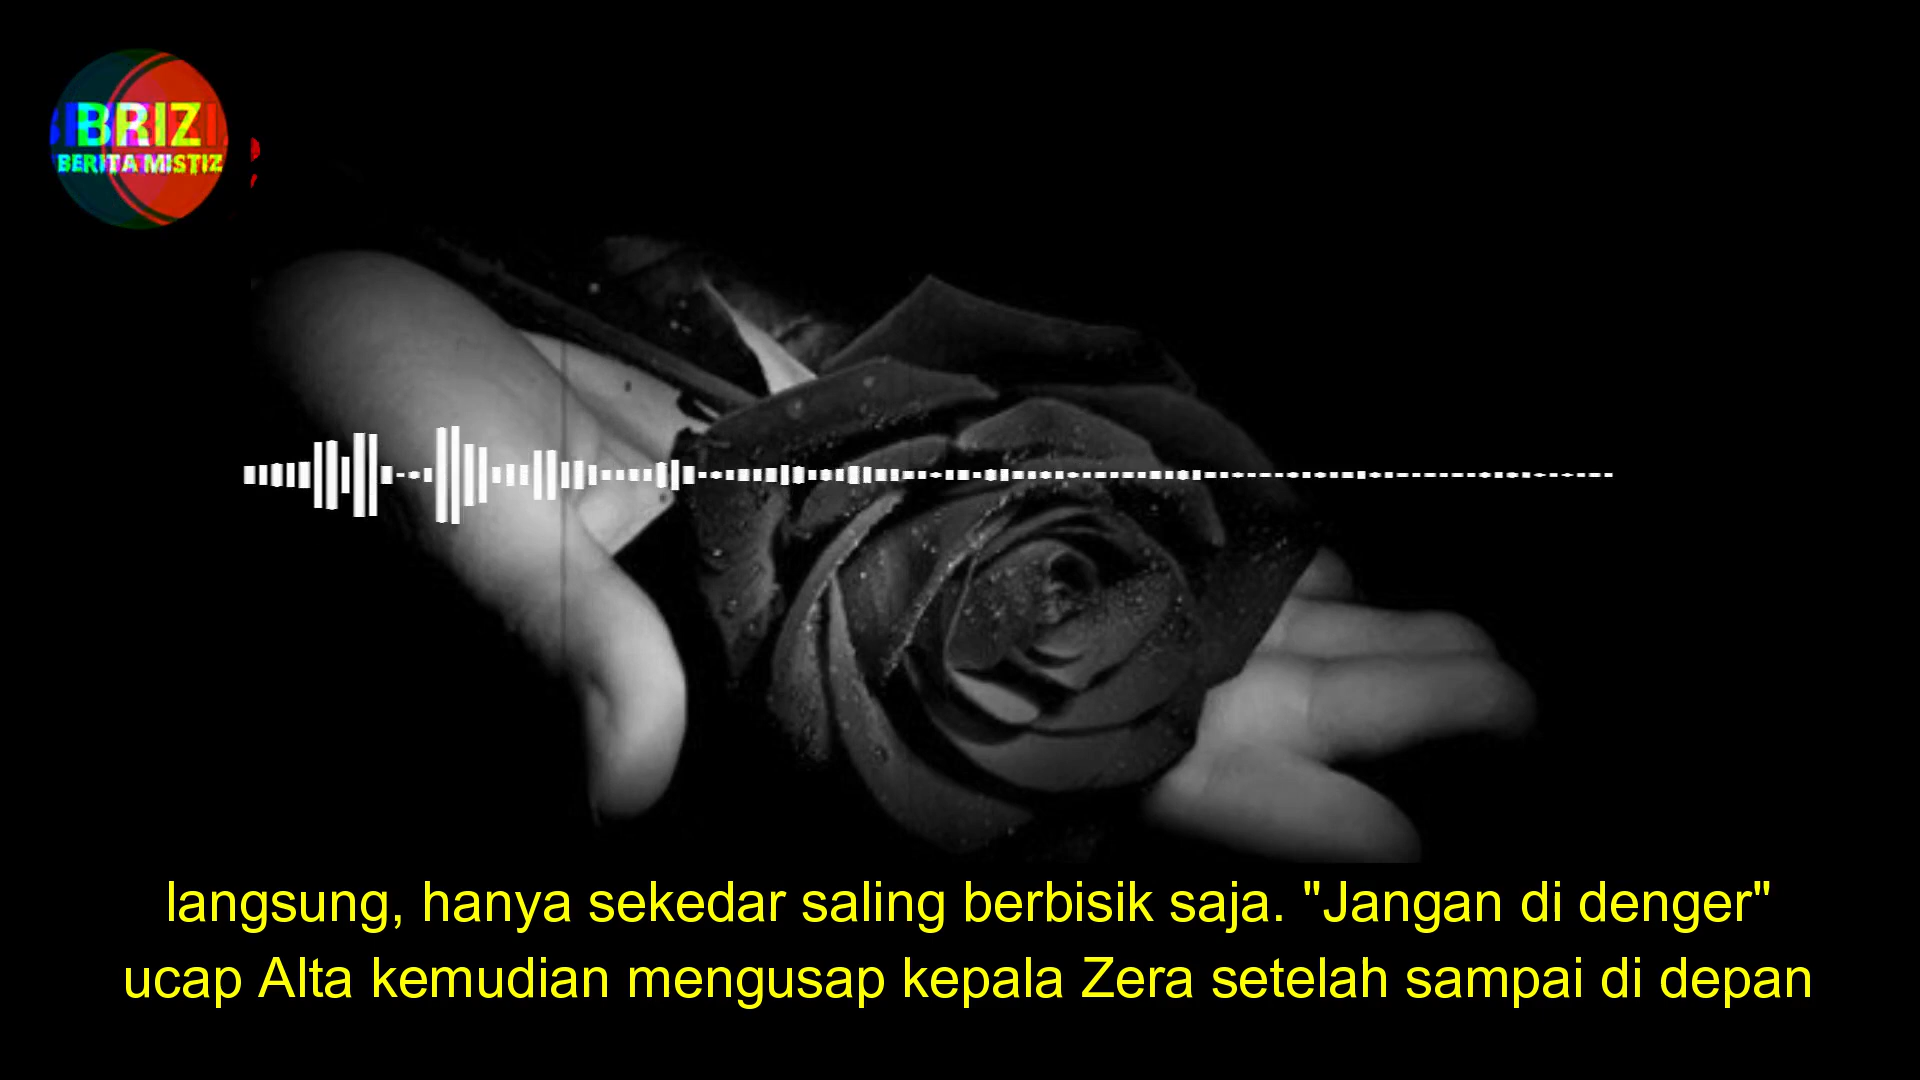 BRIZI
BERITA MISTIZ
langsung, hanya sekedar saling berbisik saja. "Jangan di denger"
ucap Alta kemudian mengusap kepala Zera setelah sampai di depan